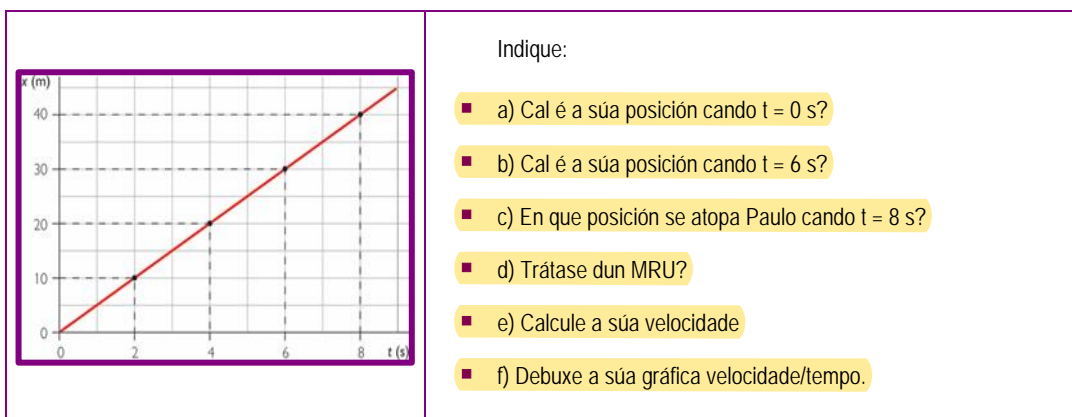 x (m)
40
30
20
10
0
0 2 4 6 8 t (s)
Indique:
▪ a) Cal é a súa posición cando t = 0 s?
▪ b) Cal é a súa posición cando t = 6 s?
▪ c) En que posición se atopa Paulo cando t = 8 s?
▪ d) Trátase dun MRU?
▪ e) Calcule a súa velocidade
▪ f) Debuxe a súa gráfica velocidade/tempo.